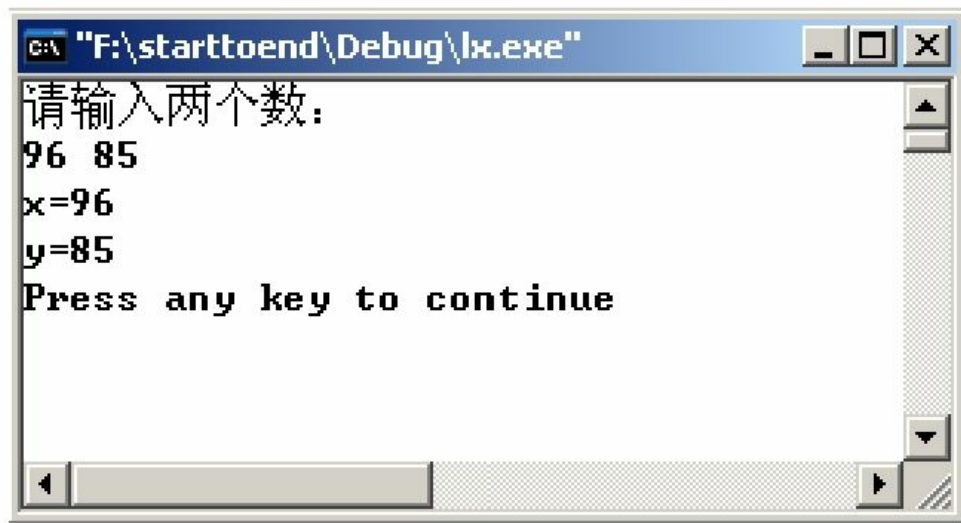 "F:\starttoend\Debug\lx.exe"
请输入两个数：
96 85
x=96
y=85
Press any key to continue